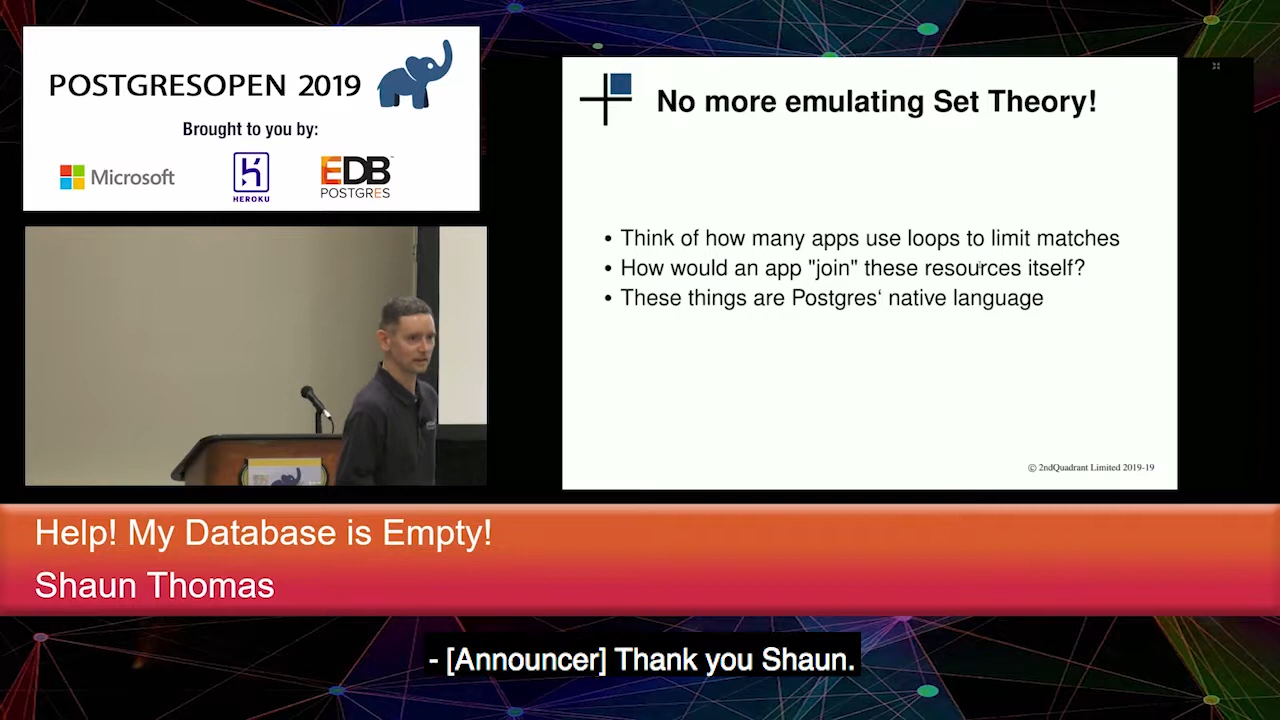 POSTGRESOPEN 2019
Brought to you by:
Microsoft
HEROKU
EDB
POSTGRES
No more emulating Set Theory!
• Think of how many apps use loops to limit matches
• How would an app "join" these resources itself?
• These things are Postgres‘ native language
© 2ndQuadrant Limited 2019-19
Help! My Database is Empty!
Shaun Thomas
- [Announcer] Thank you Shaun.